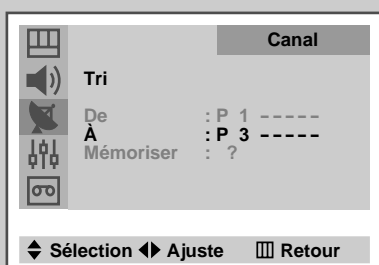 Canal
Tri
De : P 1 -----
À : P 3 -----
Mémoriser : ?
Sélection Ajuste Retour